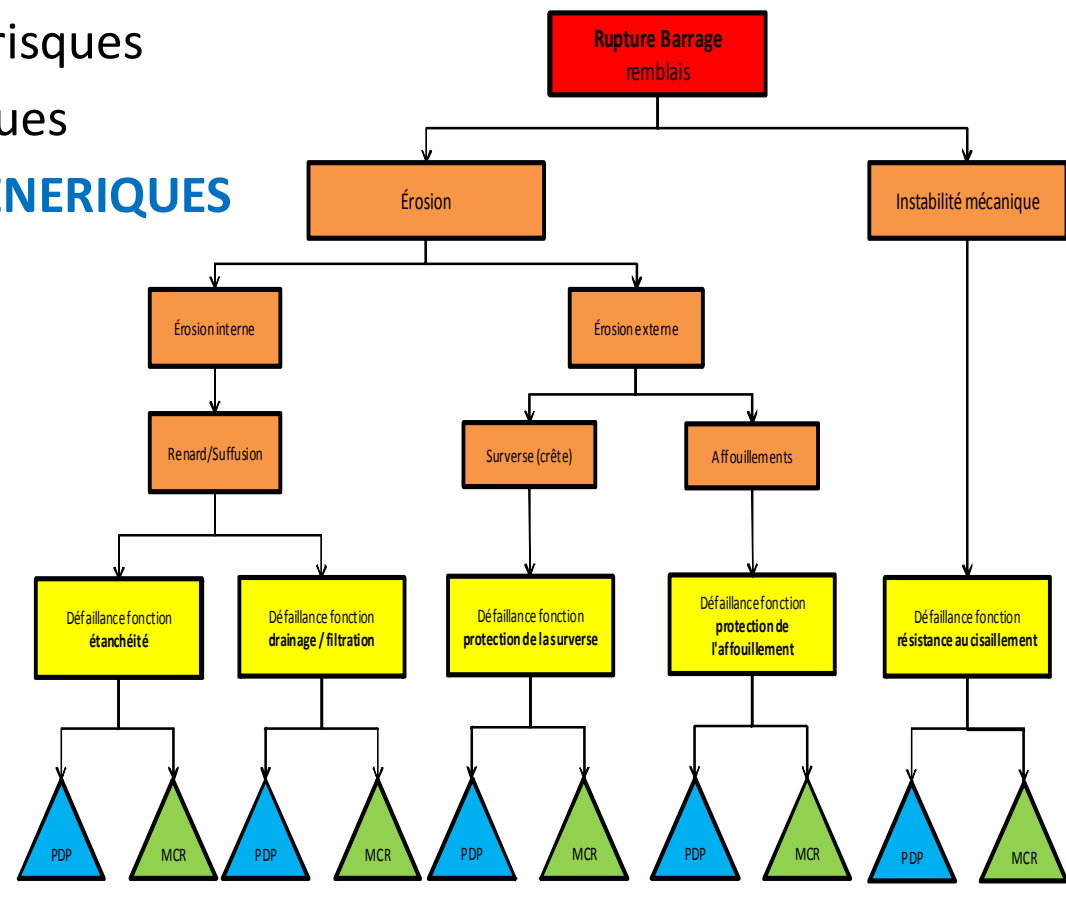 risques
ues
ENERIQUES
Rupture Barrage
remblais
Érosion
Instabilité mécanique
Érosion interne
Érosion externe
Renard/Suffusion
Surverse (crête)
Affouillements
Défaillance fonction
étanchéité
Défaillance fonction
drainage / filtration
Défaillance fonction
protection de la surverse
Défaillance fonction
protection de
l'affouillement
Défaillance fonction
résistance au cisaillement
PDP
MCR
PDP
MCR
PDP
MCR
PDP
MCR
PDP
MCR